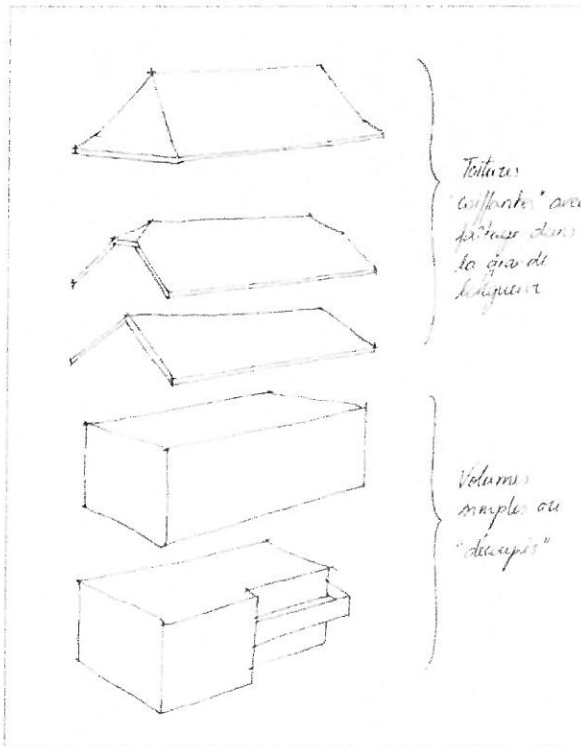 Toitures
"coiffantes" avec
faîtage dans
la grande
longueur
Volumes
simples ou
"découpés"